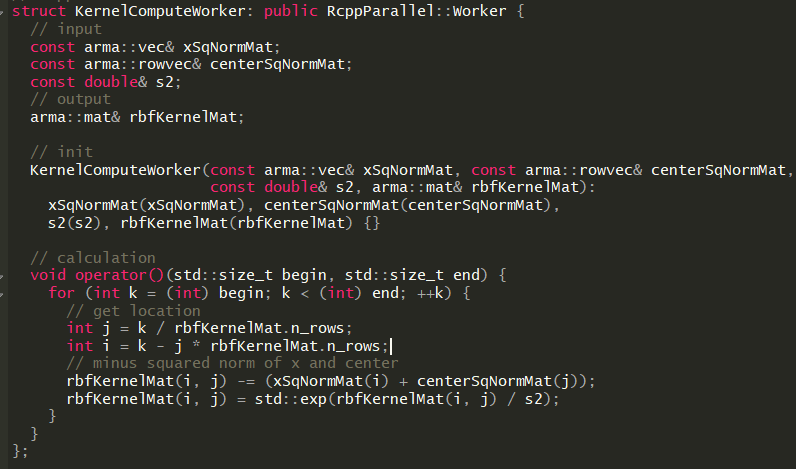 struct KernelComputeWorker: public RcppParallel::Worker {
  // input
  const arma::vec& xSqNormMat;
  const arma::rowvec& centerSqNormMat;
  const double& s2;
  // output
  arma::mat& rbfKernelMat;

  // init
  KernelComputeWorker(const arma::vec& xSqNormMat, const arma::rowvec& centerSqNormMat,
                      const double& s2, arma::mat& rbfKernelMat):
    xSqNormMat(xSqNormMat), centerSqNormMat(centerSqNormMat),
    s2(s2), rbfKernelMat(rbfKernelMat) {}

  // calculation
  void operator()(std::size_t begin, std::size_t end) {
    for (int k = (int) begin; k < (int) end; ++k) {
      // get location
      int j = k / rbfKernelMat.n_rows;
      int i = k - j * rbfKernelMat.n_rows;
      // minus squared norm of x and center
      rbfKernelMat(i, j) -= (xSqNormMat(i) + centerSqNormMat(j));
      rbfKernelMat(i, j) = std::exp(rbfKernelMat(i, j) / s2);
    }
  }
};